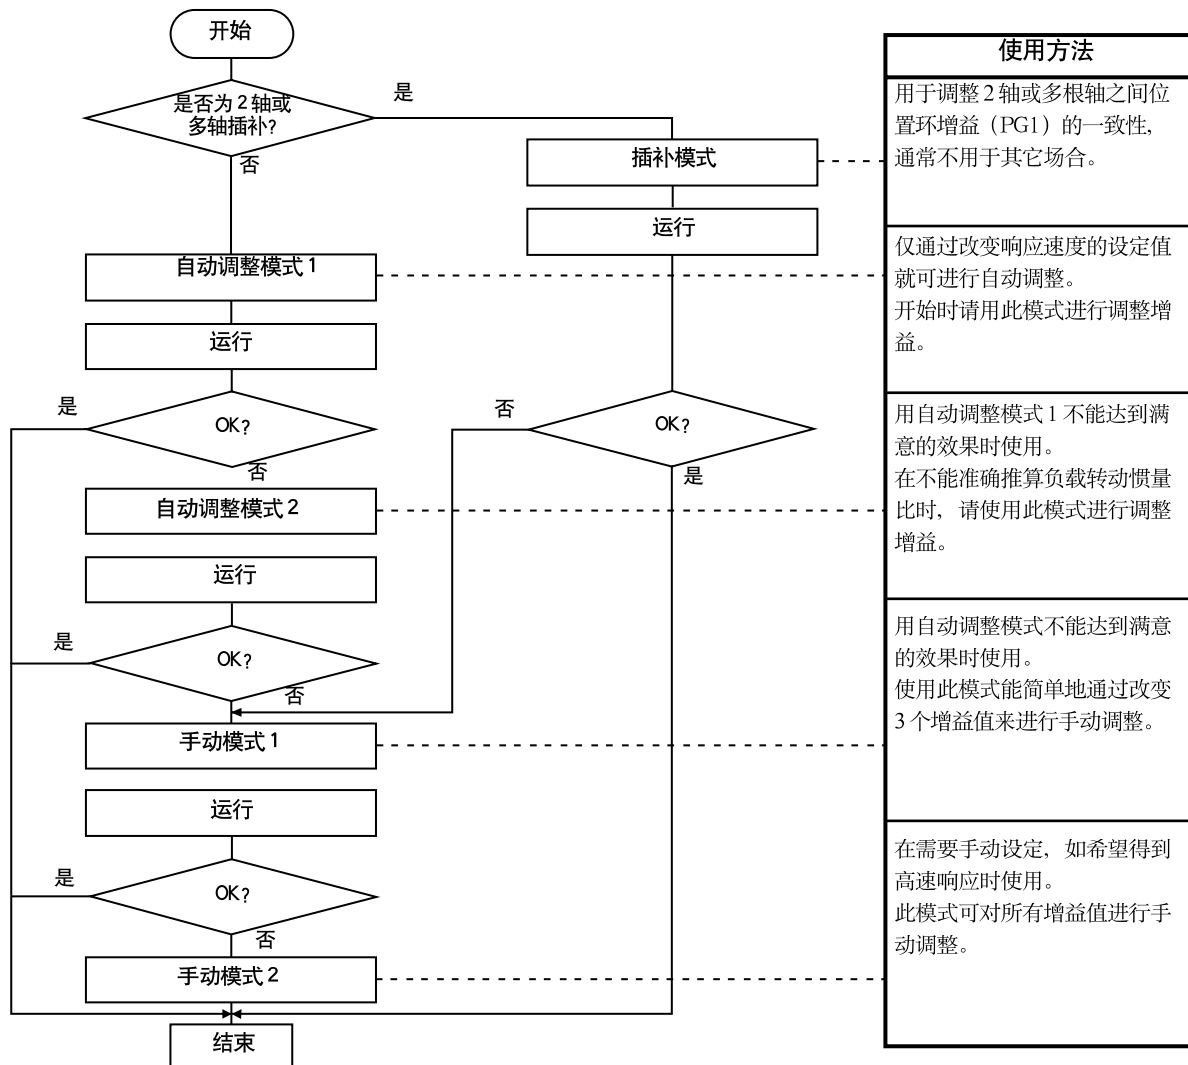 开始
是否为 2 轴或
多轴插补?
是
否
插补模式
运行
自动调整模式 1
运行
是
OK?
否
否
OK?
是
自动调整模式 2
运行
是
OK?
否
手动模式 1
运行
是
OK?
否
手动模式 2
结束
使用方法
用于调整 2 轴或多根轴之间位
置环增益（PG1）的一致性,
通常不用于其它场合。
仅通过改变响应速度的设定值
就可进行自动调整。
开始时请用此模式进行调整增
益。
用自动调整模式 1 不能达到满
意的效果时使用。
在不能准确推算负载转动惯量
比时，请使用此模式进行调整
增益。
用自动调整模式不能达到满意
的效果时使用。
使用此模式能简单地通过改变
3 个增益值来进行手动调整。
在需要手动设定，如希望得到
高速响应时使用。
此模式可对所有增益值进行手
动调整。